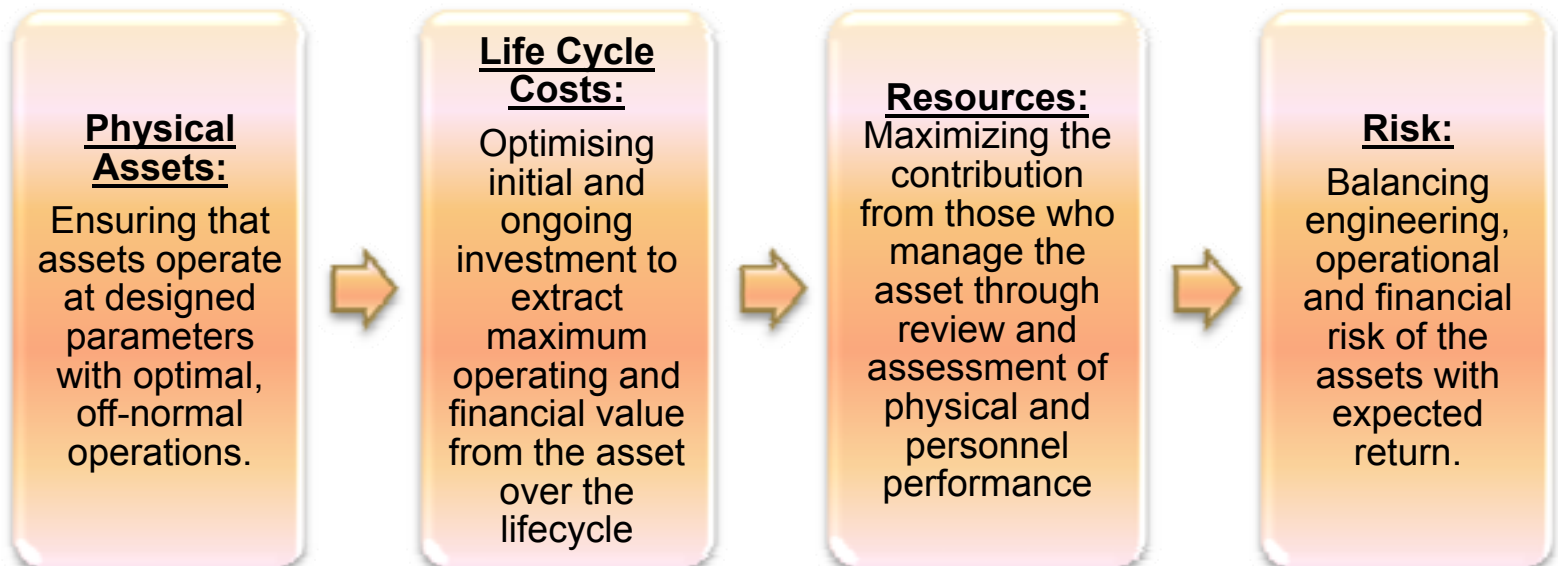 Physical
Assets:
Ensuring that
assets operate
at designed
parameters
with optimal,
off-normal
operations.
Life Cycle
Costs:
Optimising
initial and
ongoing
investment to
extract
maximum
operating and
financial value
from the asset
over the
lifecycle
Resources:
Maximizing the
contribution
from those who
manage the
asset through
review and
assessment of
physical and
personnel
performance
Risk:
Balancing
engineering,
operational
and financial
risk of the
assets with
expected
return.